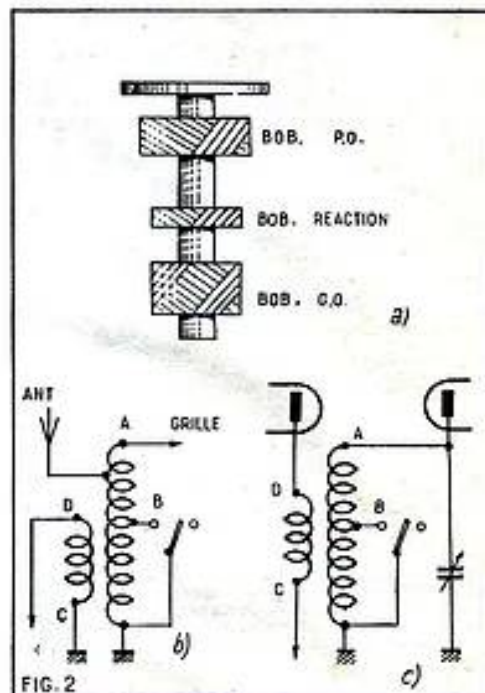 BOB. P.O.
BOB. REACTION
BOB. G.O.
a)
ANT
A
GRILLE
D
B
C
b)
A
D
B
C
c)
FIG. 2